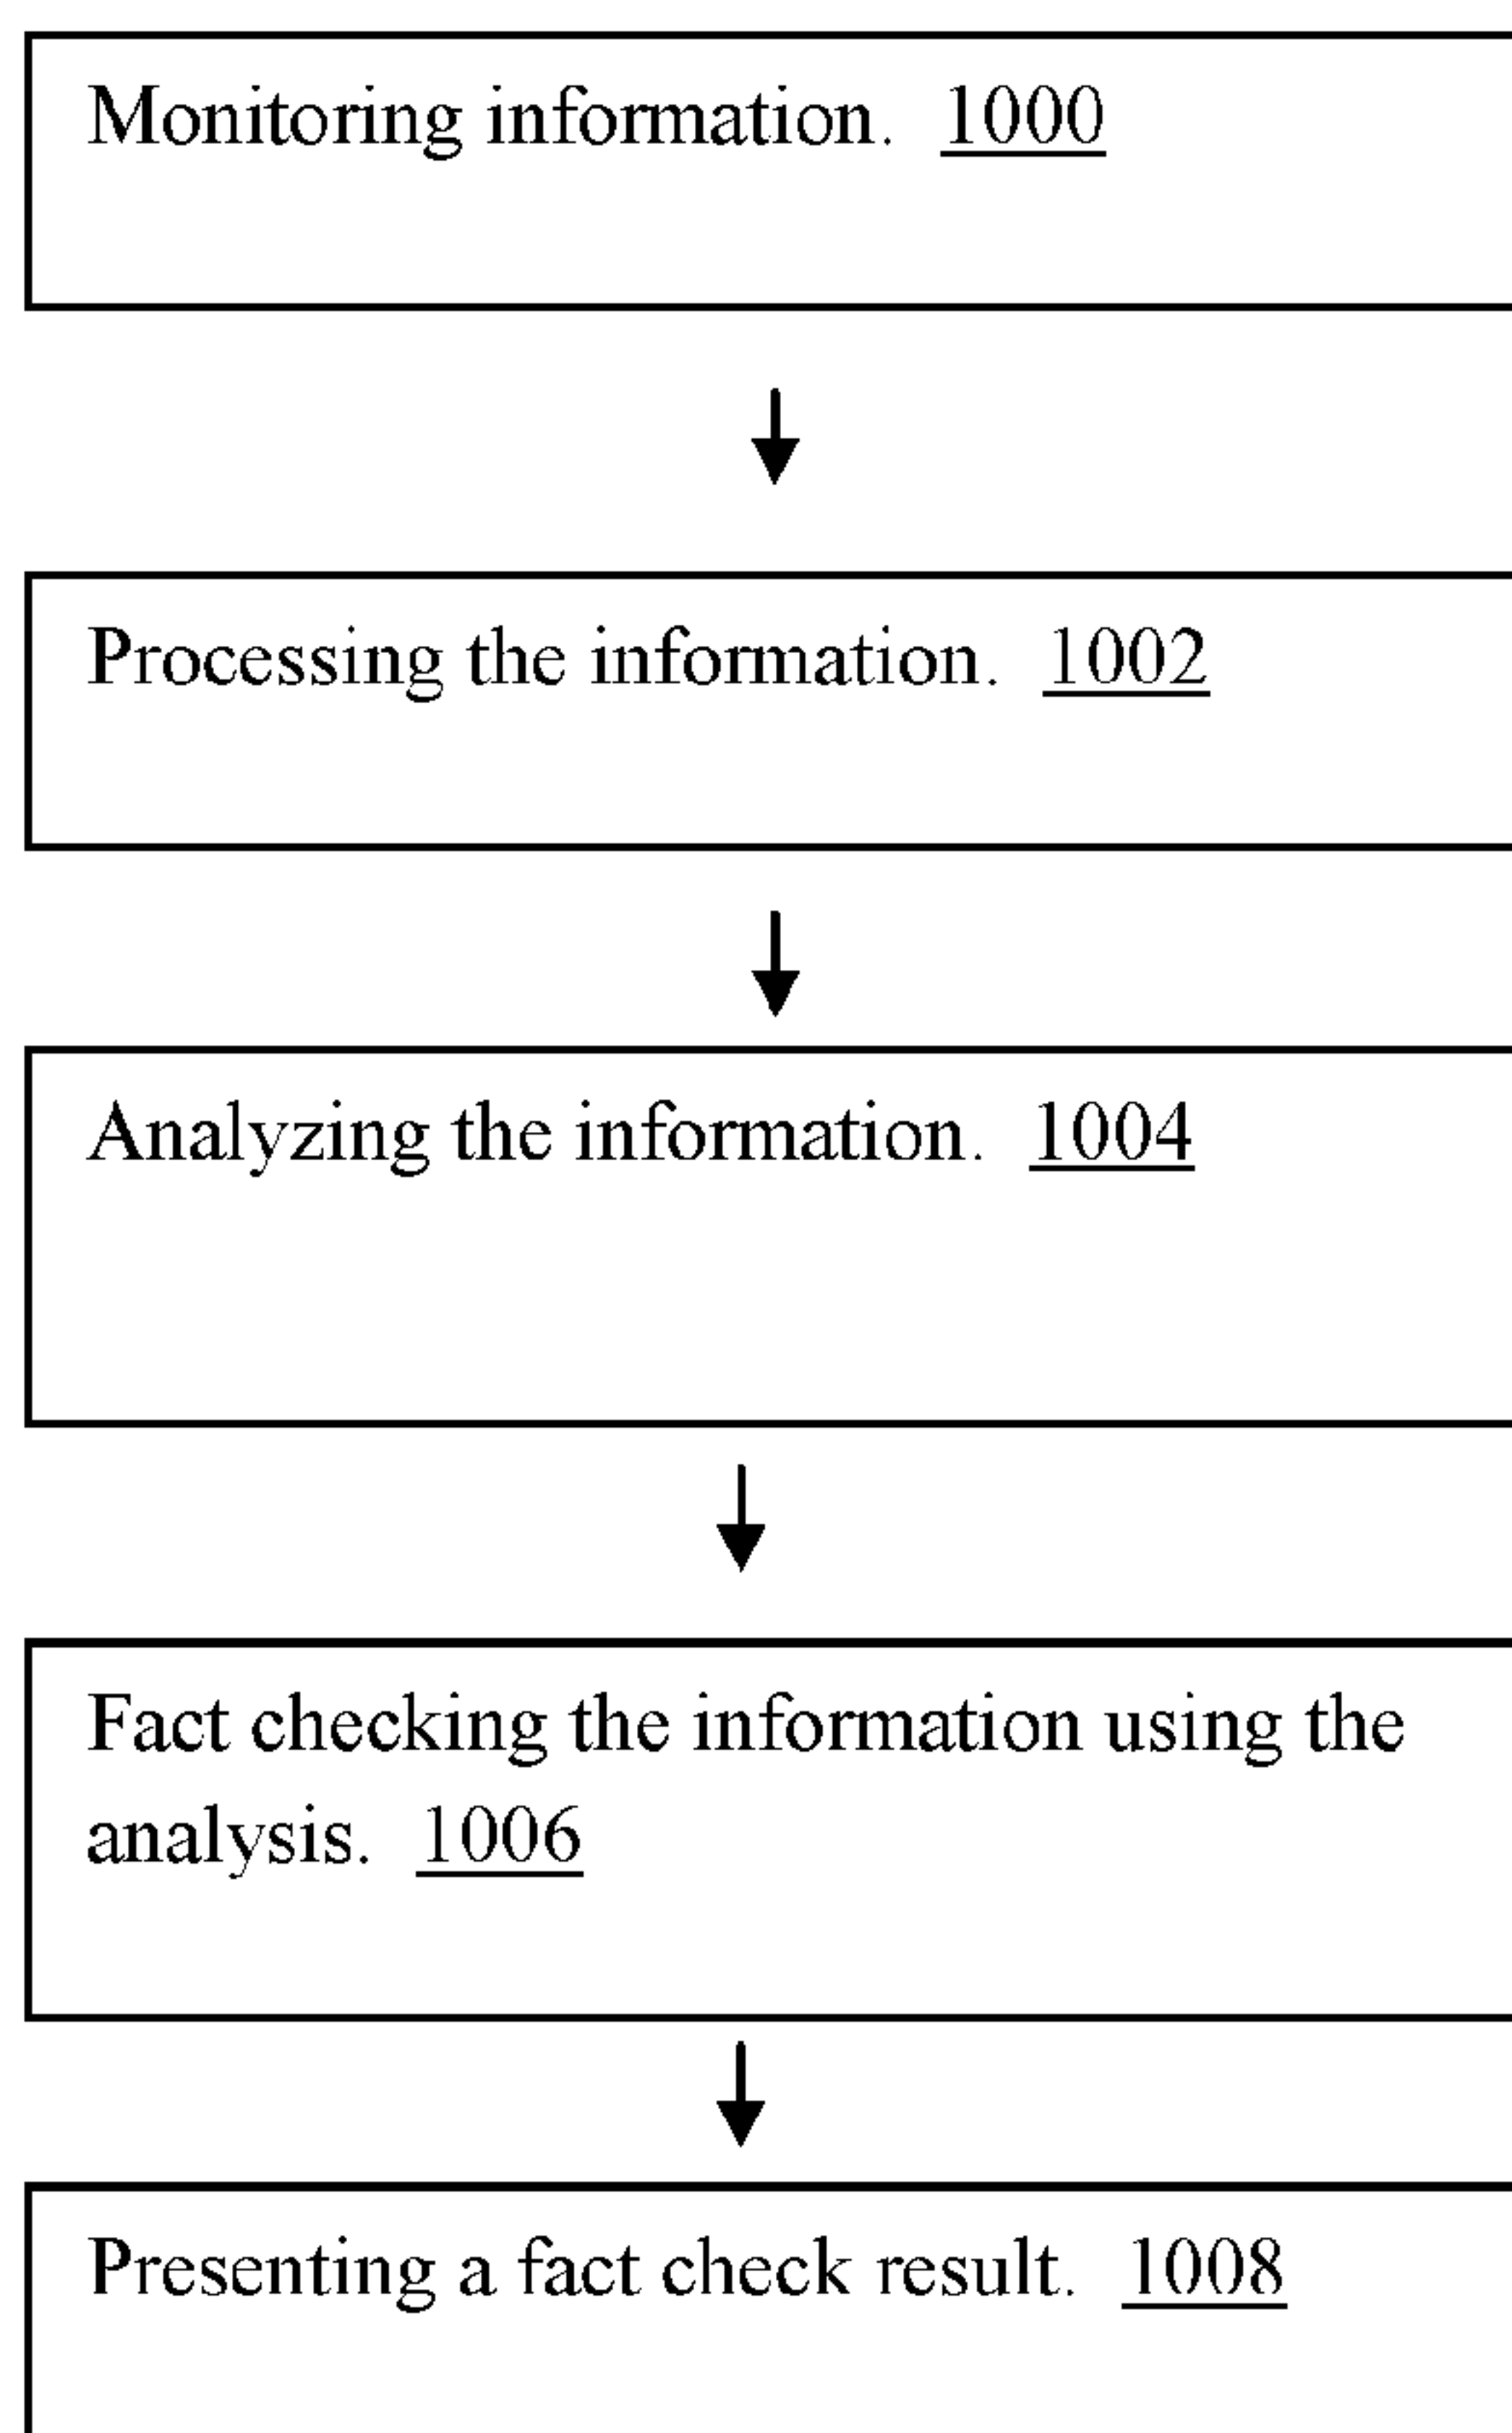 Monitoring information. 1000
Processing the information. 1002
Analyzing the information. 1004
Fact checking the information using the
analysis. 1006
Presenting a fact check result. 1008